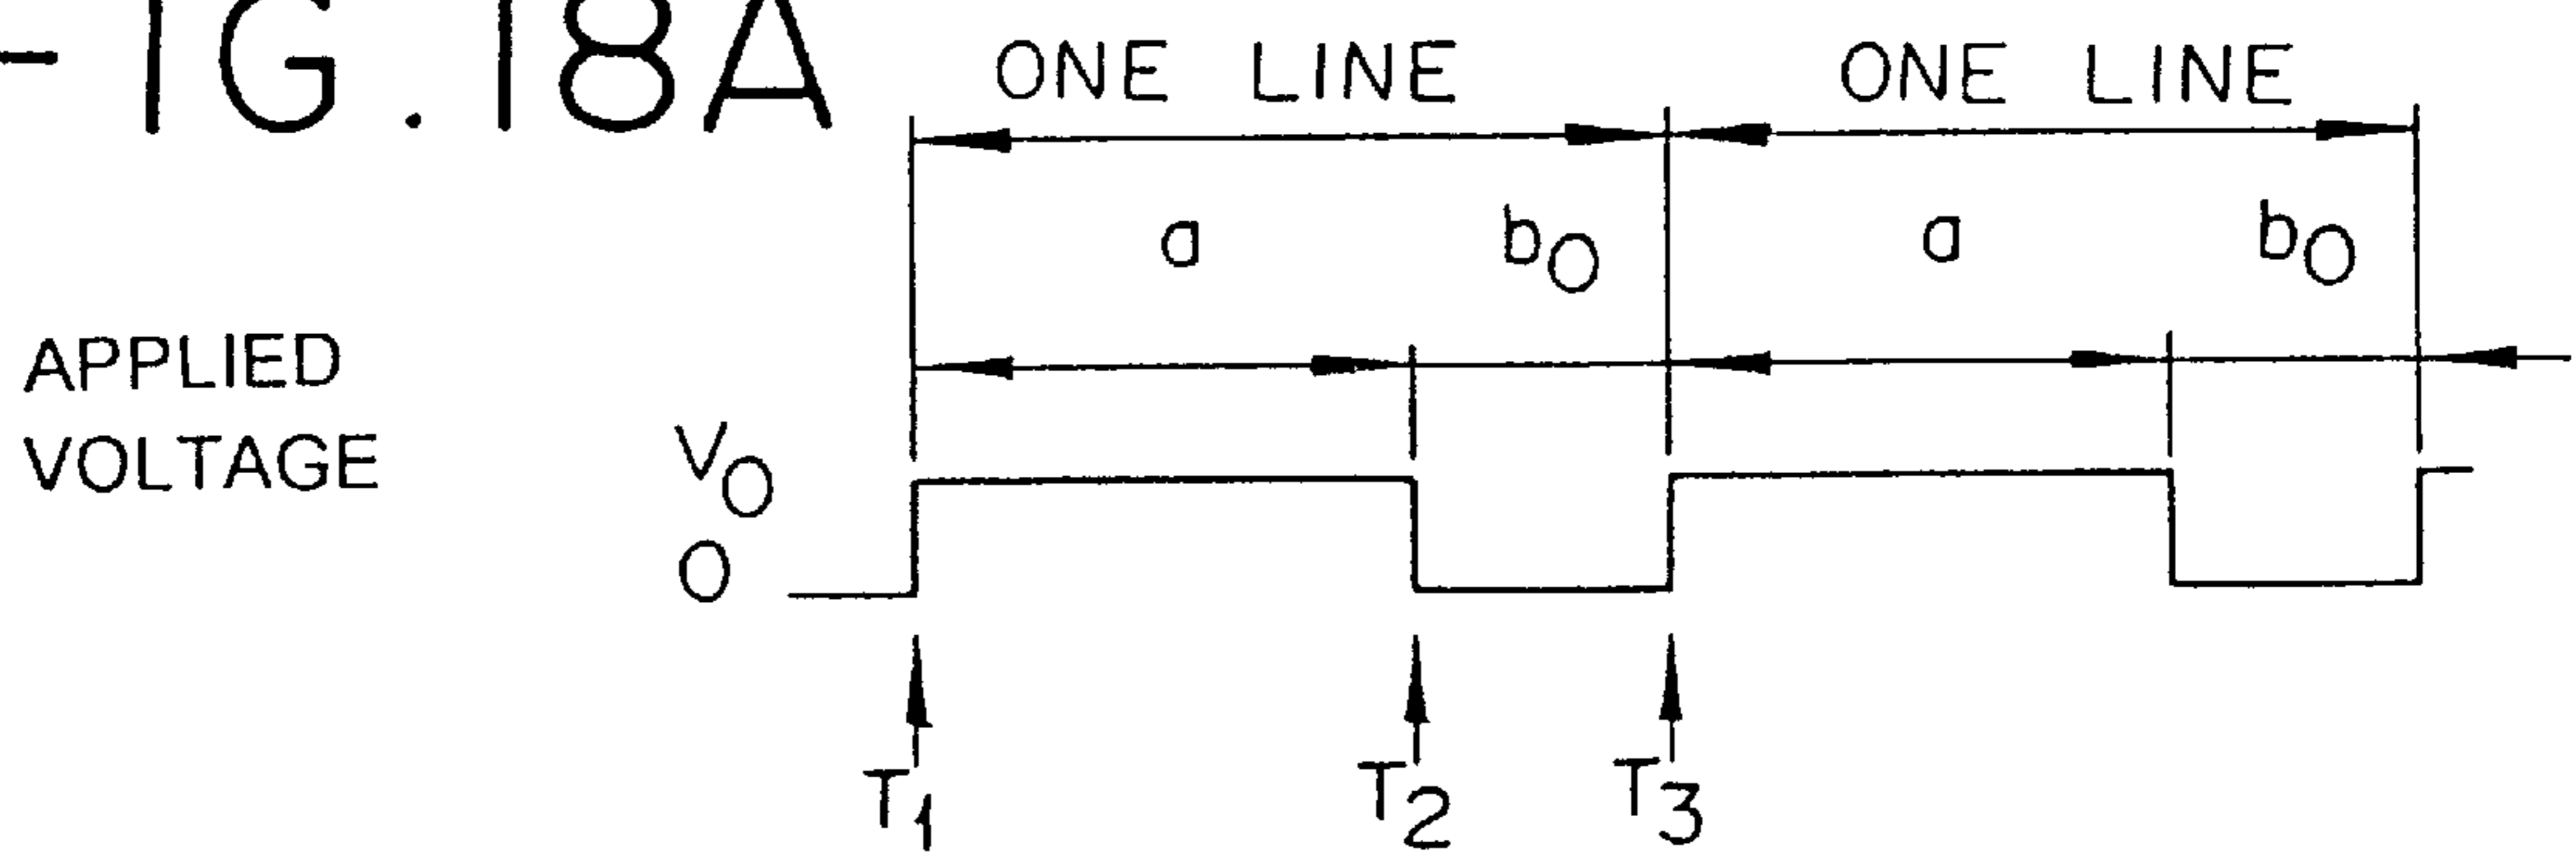 -IG.18A
ONE LINE ONE LINE
a b0 a b0
APPLIED
VOLTAGE
V0
0
T1 T2 T3